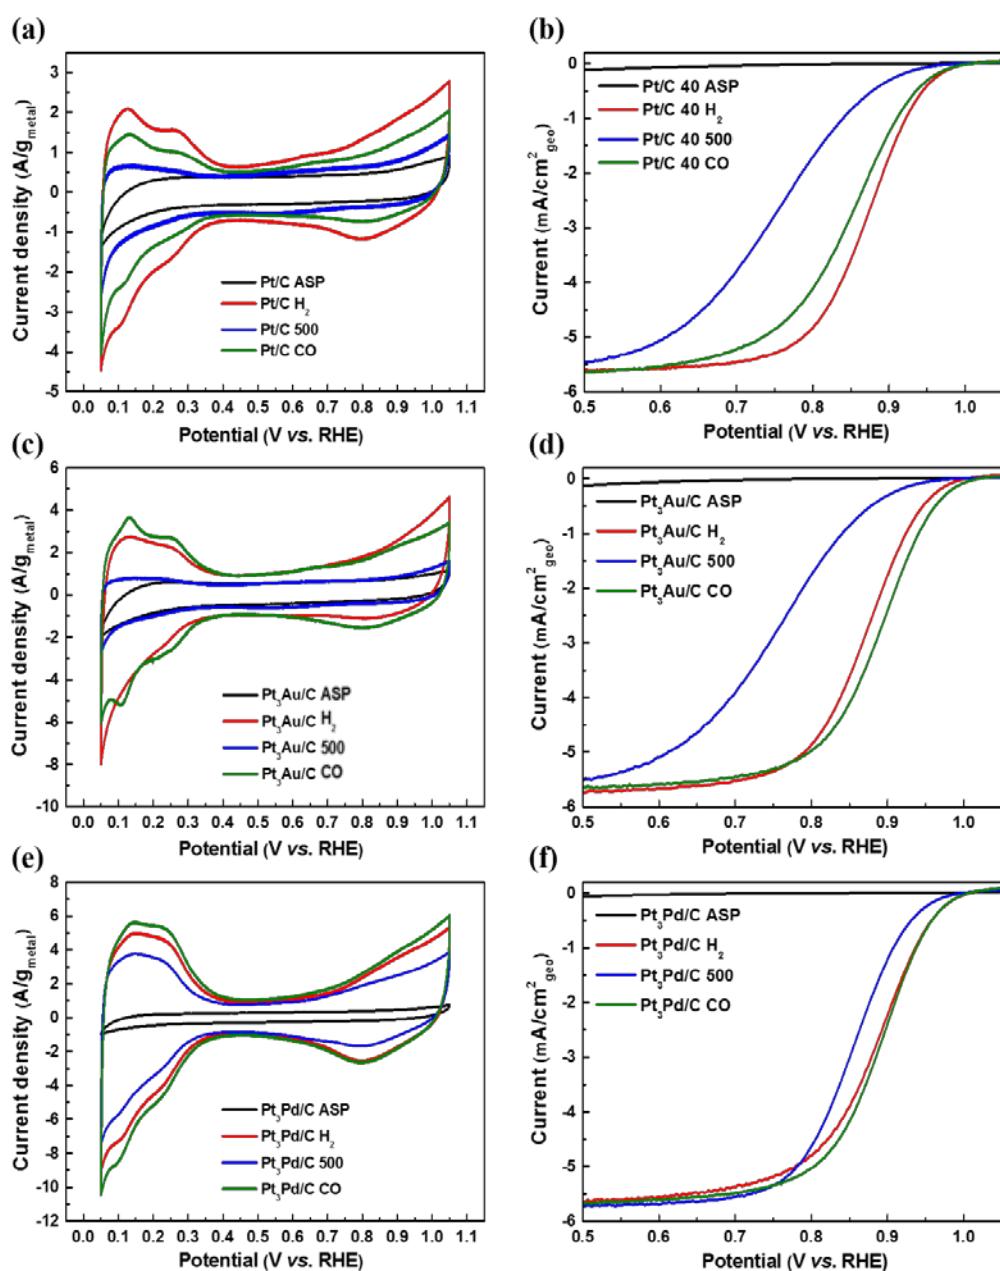 (a)
Current density (A/g_metal)
3
2
1
0
-1
-2
-3
-4
-5
Pt/C ASP
Pt/C H₂
Pt/C 500
Pt/C CO
0.0 0.1 0.2 0.3 0.4 0.5 0.6 0.7 0.8 0.9 1.0 1.1
Potential (V vs. RHE)
(b)
Current (mA/cm²_geo)
0
-1
-2
-3
-4
-5
-6
Pt/C 40 ASP
Pt/C 40 H₂
Pt/C 40 500
Pt/C 40 CO
0.5 0.6 0.7 0.8 0.9 1.0
Potential (V vs. RHE)
(c)
Current density (A/g_metal)
6
4
2
0
-2
-4
-6
-8
-10
Pt₃Au/C ASP
Pt₃Au/C H₂
Pt₃Au/C 500
Pt₃Au/C CO
0.0 0.1 0.2 0.3 0.4 0.5 0.6 0.7 0.8 0.9 1.0 1.1
Potential (V vs. RHE)
(d)
Current (mA/cm²_geo)
0
-1
-2
-3
-4
-5
-6
Pt₃Au/C ASP
Pt₃Au/C H₂
Pt₃Au/C 500
Pt₃Au/C CO
0.5 0.6 0.7 0.8 0.9 1.0
Potential (V vs. RHE)
(e)
Current density (A/g_metal)
8
6
4
2
0
-2
-4
-6
-8
-10
-12
Pt₃Pd/C ASP
Pt₃Pd/C H₂
Pt₃Pd/C 500
Pt₃Pd/C CO
0.0 0.1 0.2 0.3 0.4 0.5 0.6 0.7 0.8 0.9 1.0 1.1
Potential (V vs. RHE)
(f)
Current (mA/cm²_geo)
0
-1
-2
-3
-4
-5
-6
Pt₃Pd/C ASP
Pt₃Pd/C H₂
Pt₃Pd/C 500
Pt₃Pd/C CO
0.5 0.6 0.7 0.8 0.9 1.0
Potential (V vs. RHE)